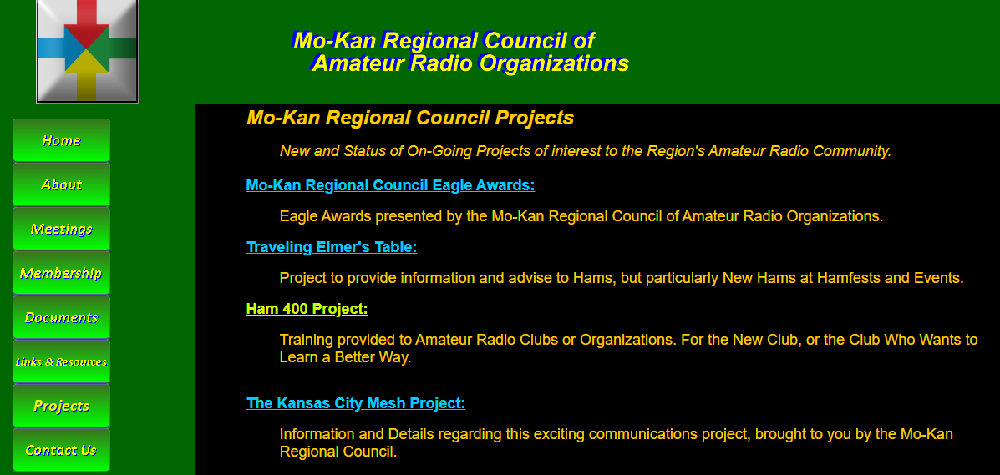 Mo-Kan Regional Council of
Amateur Radio Organizations
Home
About
Meetings
Membership
Documents
Links & Resources
Projects
Contact Us
Mo-Kan Regional Council Projects
New and Status of On-Going Projects of interest to the Region's Amateur Radio Community.
Mo-Kan Regional Council Eagle Awards:
Eagle Awards presented by the Mo-Kan Regional Council of Amateur Radio Organizations.
Traveling Elmer's Table:
Project to provide information and advise to Hams, but particularly New Hams at Hamfests and Events.
Ham 400 Project:
Training provided to Amateur Radio Clubs or Organizations. For the New Club, or the Club Who Wants to
Learn a Better Way.
The Kansas City Mesh Project:
Information and Details regarding this exciting communications project, brought to you by the Mo-Kan
Regional Council.